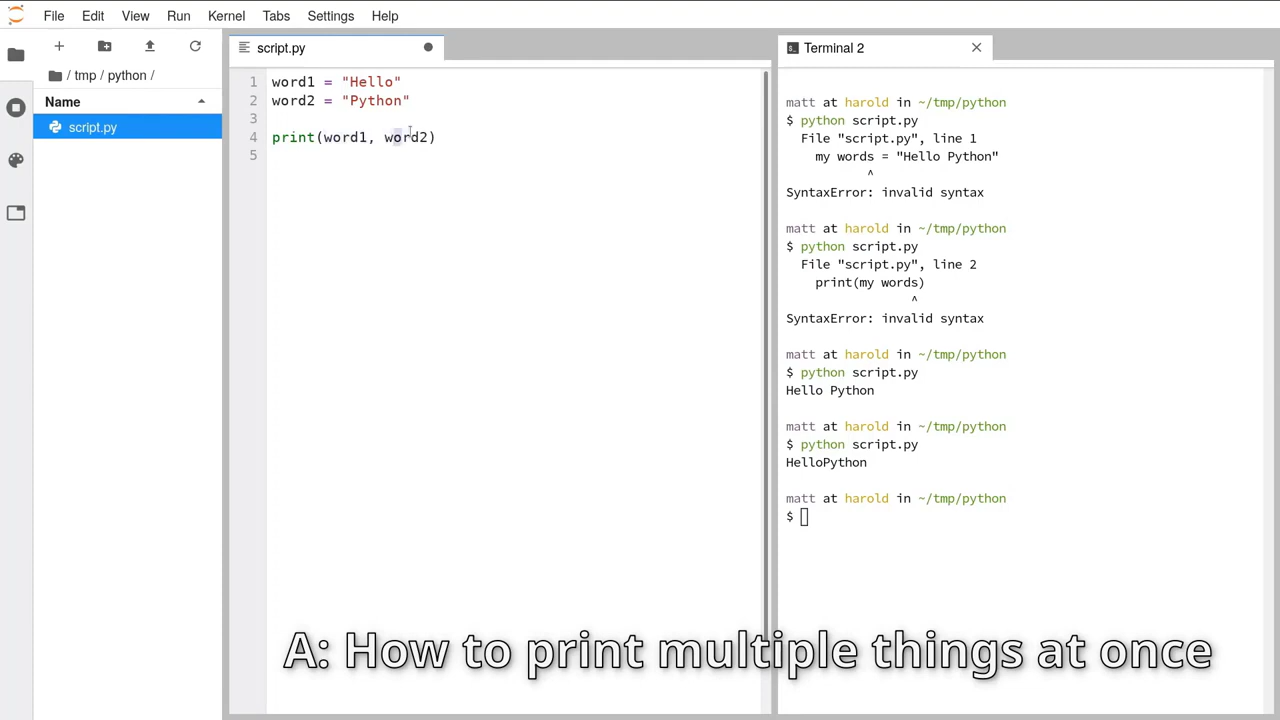 File Edit View Run Kernel Tabs Settings Help
/ tmp / python /
Name
script.py
script.py
1 word1 = "Hello"
2 word2 = "Python"
3
4 print(word1, word2)
5
Terminal 2
matt at harold in ~/tmp/python
$ python script.py
File "script.py", line 1
my words = "Hello Python"
^
SyntaxError: invalid syntax
matt at harold in ~/tmp/python
$ python script.py
File "script.py", line 2
print(my words)
^
SyntaxError: invalid syntax
matt at harold in ~/tmp/python
$ python script.py
Hello Python
matt at harold in ~/tmp/python
$ python script.py
HelloPython
matt at harold in ~/tmp/python
$
A: How to print multiple things at once